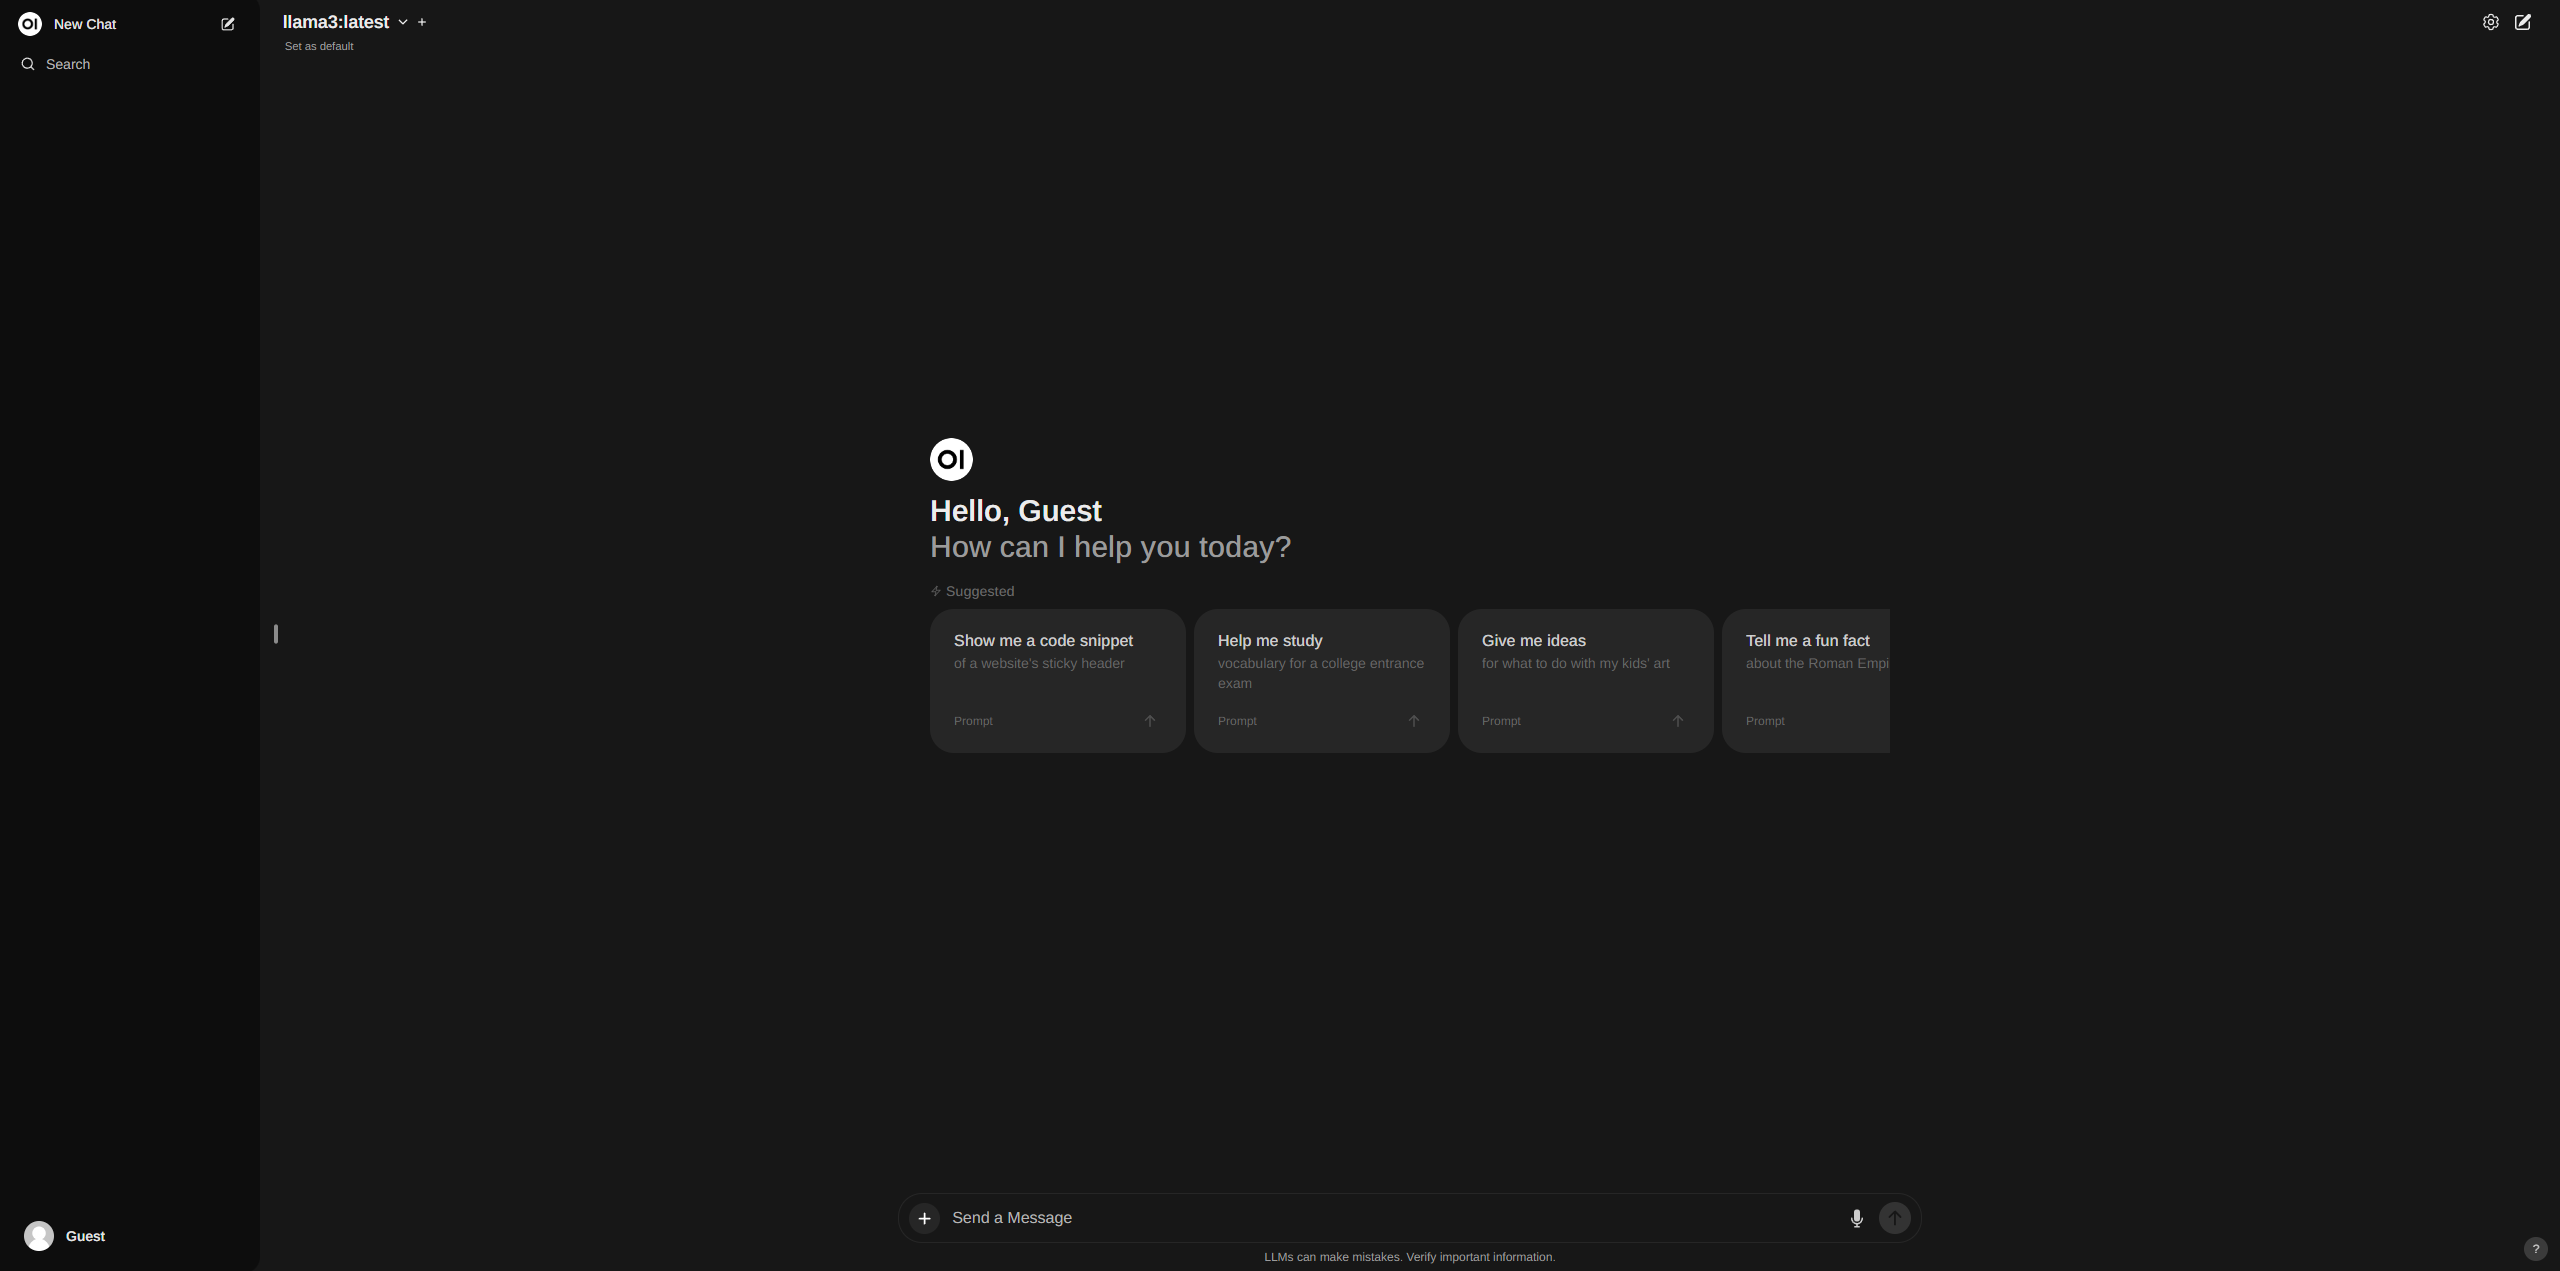 OI New Chat
Search
llama3:latest
Set as default
OI
Hello, Guest
How can I help you today?
Suggested
Show me a code snippet
of a website's sticky header
Prompt
Help me study
vocabulary for a college entrance
exam
Prompt
Give me ideas
for what to do with my kids' art
Prompt
Tell me a fun fact
about the Roman Empi
Prompt
Send a Message
LLMs can make mistakes. Verify important information.
Guest
?